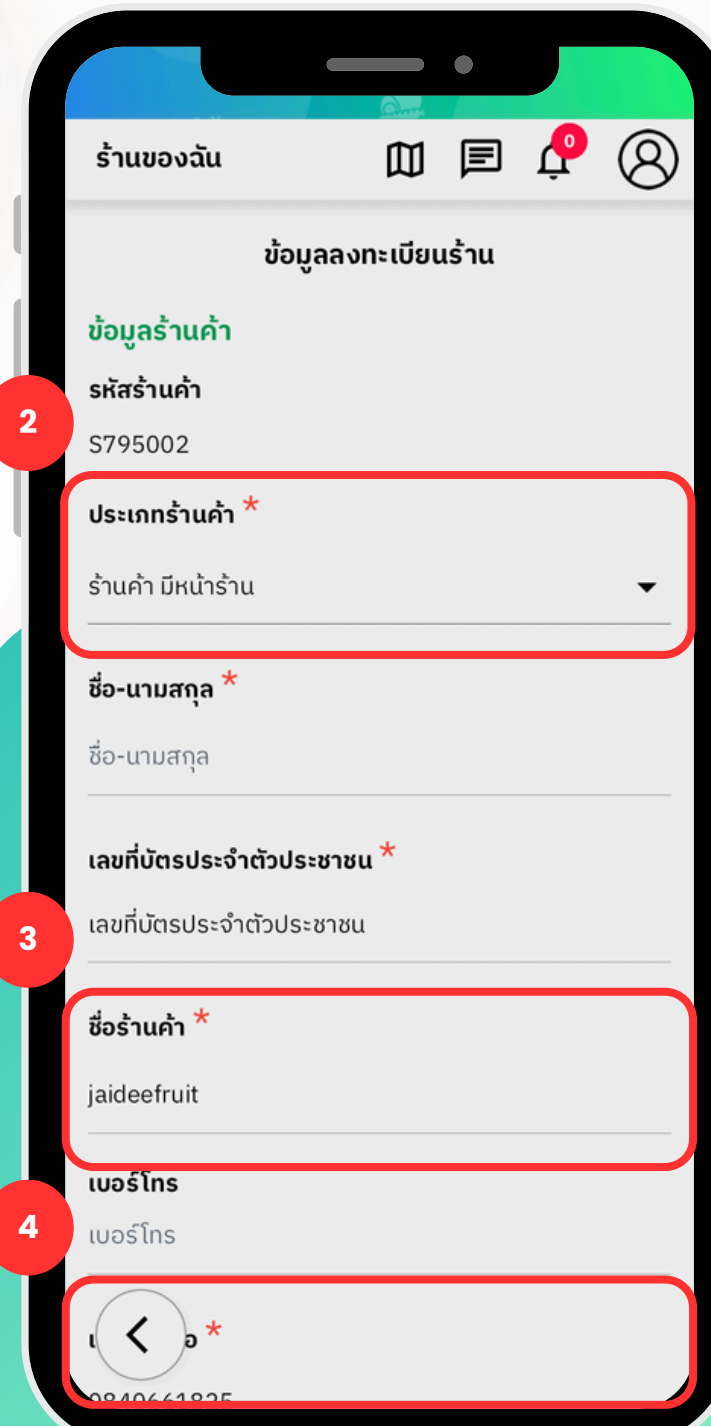 ร้านของฉัน
0
ข้อมูลลงทะเบียนร้าน
ข้อมูลร้านค้า
รหัสร้านค้า
2
S795002
ประเภทร้านค้า *
ร้านค้า มีหน้าร้าน
ชื่อ-นามสกุล *
ชื่อ-นามสกุล
เลขที่บัตรประจำตัวประชาชน *
3
เลขที่บัตรประจำตัวประชาชน
ชื่อร้านค้า *
jaideefruit
เบอร์โทร
4
เบอร์โทร
*